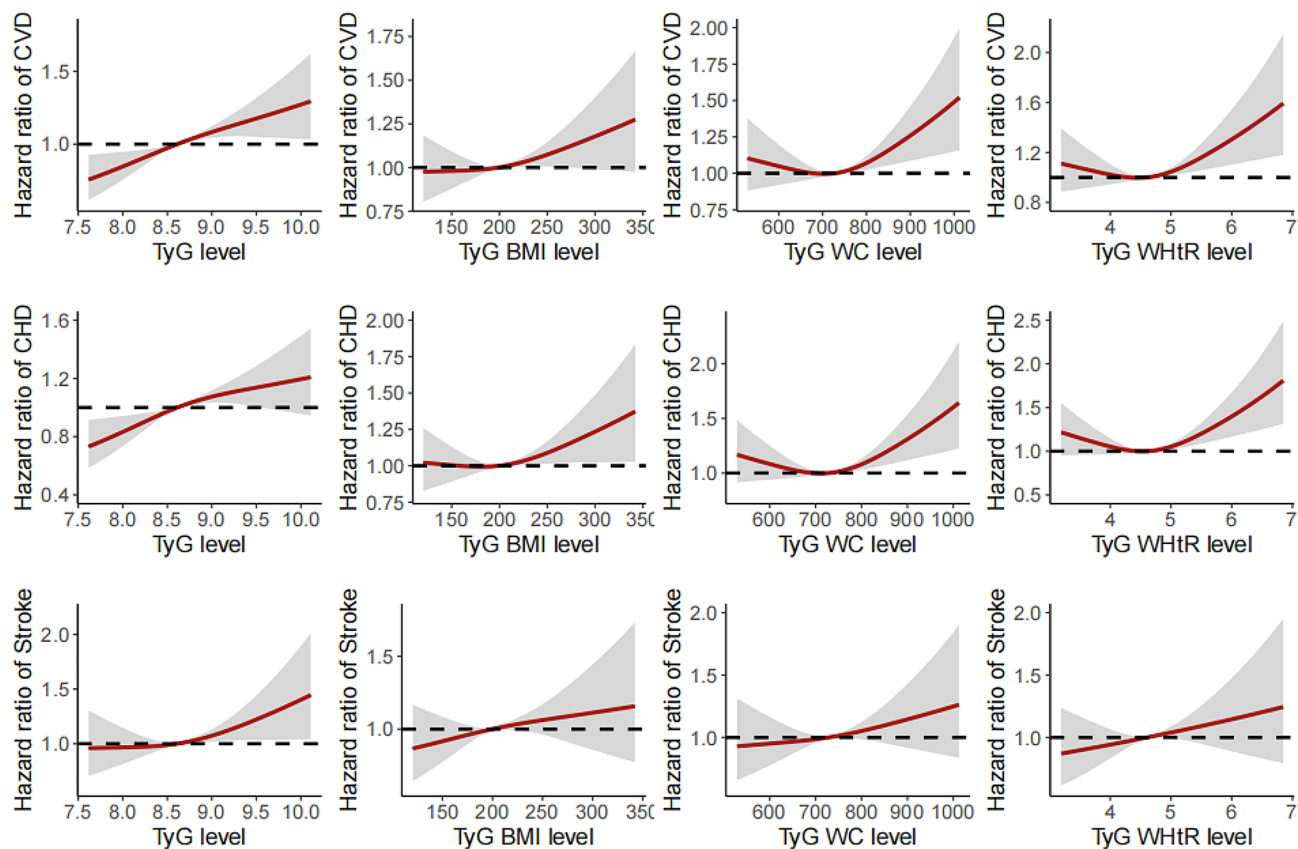 Hazard ratio of CVD
1.5
1.0
7.5 8.0 8.5 9.0 9.5 10.0
TyG level
Hazard ratio of CVD
1.75
1.50
1.25
1.00
0.75
150 200 250 300 350
TyG BMI level
Hazard ratio of CVD
2.00
1.75
1.50
1.25
1.00
0.75
600 700 800 900 1000
TyG WC level
Hazard ratio of CVD
2.0
1.6
1.2
1.0
0.8
4 5 6 7
TyG WHtR level
Hazard ratio of CHD
1.6
1.2
1.0
0.8
0.4
7.5 8.0 8.5 9.0 9.5 10.0
TyG level
Hazard ratio of CHD
2.00
1.75
1.50
1.25
1.00
0.75
150 200 250 300 350
TyG BMI level
Hazard ratio of CHD
2.0
1.5
1.0
600 700 800 900 1000
TyG WC level
Hazard ratio of CHD
2.5
2.0
1.5
1.0
0.5
4 5 6 7
TyG WHtR level
Hazard ratio of Stroke
2.0
1.5
1.0
7.5 8.0 8.5 9.0 9.5 10.0
TyG level
Hazard ratio of Stroke
1.5
1.0
150 200 250 300 350
TyG BMI level
Hazard ratio of Stroke
2.0
1.5
1.0
600 700 800 900 1000
TyG WC level
Hazard ratio of Stroke
2.0
1.5
1.0
4 5 6 7
TyG WHtR level